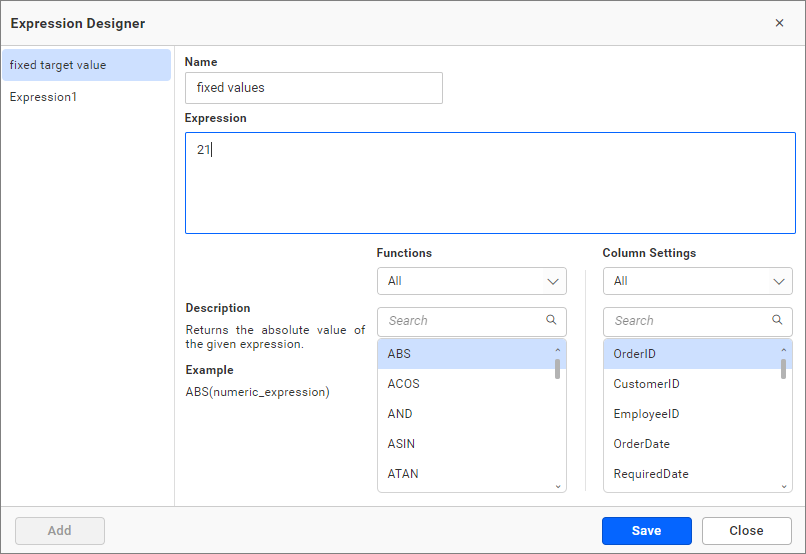 Expression Designer
fixed target value
Expression1
Name
fixed values
Expression
21
Functions
Column Settings
All
All
Description
Search
Search
Returns the absolute value of
the given expression.
ABS
OrderID
Example
ACOS
CustomerID
ABS(numeric_expression)
AND
EmployeeID
ASIN
OrderDate
ATAN
RequiredDate
Add
Save
Close